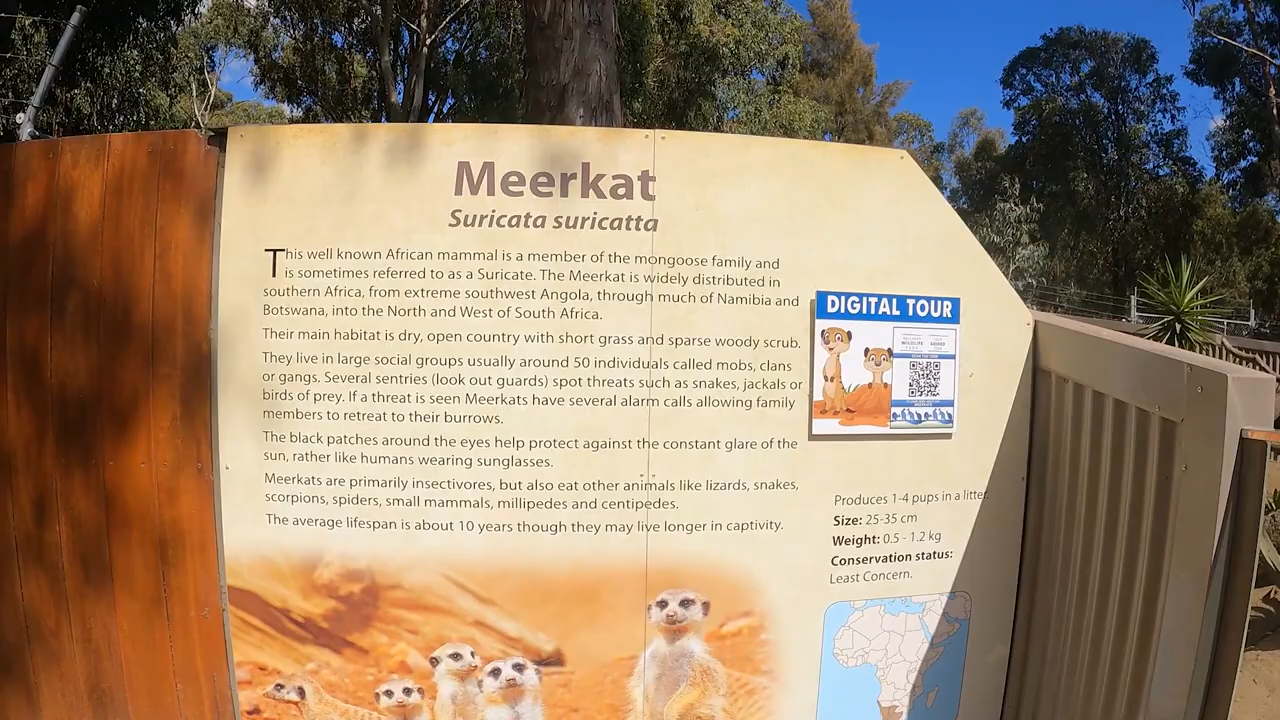 Meerkat
Suricata suricatta
This well known African mammal is a member of the mongoose family and
is sometimes referred to as a Suricate. The Meerkat is widely distributed in
southern Africa, from extreme southwest Angola, through much of Namibia and
Botswana, into the North and West of South Africa.
Their main habitat is dry, open country with short grass and sparse woody scrub.
They live in large social groups usually around 50 individuals called mobs, clans
or gangs. Several sentries (look out guards) spot threats such as snakes, jackals or
birds of prey. If a threat is seen Meerkats have several alarm calls allowing family
members to retreat to their burrows.
The black patches around the eyes help protect against the constant glare of the
sun, rather like humans wearing sunglasses.
Meerkats are primarily insectivores, but also eat other animals like lizards, snakes,
scorpions, spiders, small mammals, millipedes and centipedes.
The average lifespan is about 10 years though they may live longer in captivity.
DIGITAL TOUR
WILDLIFE
SCAN THE CODE
MEERKATS
Produces 1-4 pups in a litter.
Size: 25-35 cm
Weight: 0.5 - 1.2 kg
Conservation status:
Least Concern.